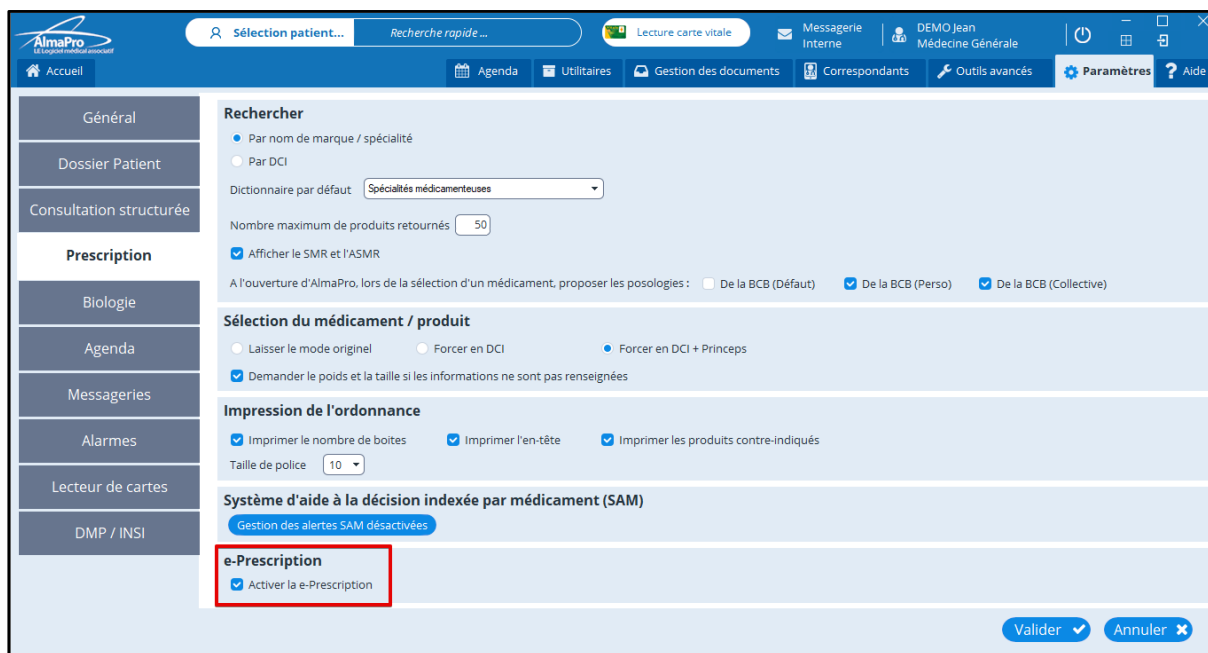 AlmaPro
LE Logiciel médical associatif
Sélection patient...
Recherche rapide ...
Lecture carte vitale
Messagerie
Interne
DEMO Jean
Médecine Générale
Accueil
Agenda
Utilitaires
Gestion des documents
Correspondants
Outils avancés
Paramètres
? Aide
Général
Dossier Patient
Consultation structurée
Prescription
Biologie
Agenda
Messageries
Alarmes
Lecteur de cartes
DMP / INSI
Rechercher
Par nom de marque / spécialité
Par DCI
Dictionnaire par défaut Spécialités médicamenteuses
Nombre maximum de produits retournés 50
Afficher le SMR et l'ASMR
A l'ouverture d'AlmaPro, lors de la sélection d'un médicament, proposer les posologies : De la BCB (Défaut) De la BCB (Perso) De la BCB (Collective)
Sélection du médicament / produit
Laisser le mode originel Forcer en DCI Forcer en DCI + Princeps
Demander le poids et la taille si les informations ne sont pas renseignées
Impression de l'ordonnance
Imprimer le nombre de boites Imprimer l'en-tête Imprimer les produits contre-indiqués
Taille de police 10
Système d'aide à la décision indexée par médicament (SAM)
Gestion des alertes SAM désactivées
e-Prescription
Activer la e-Prescription
Valider Annuler